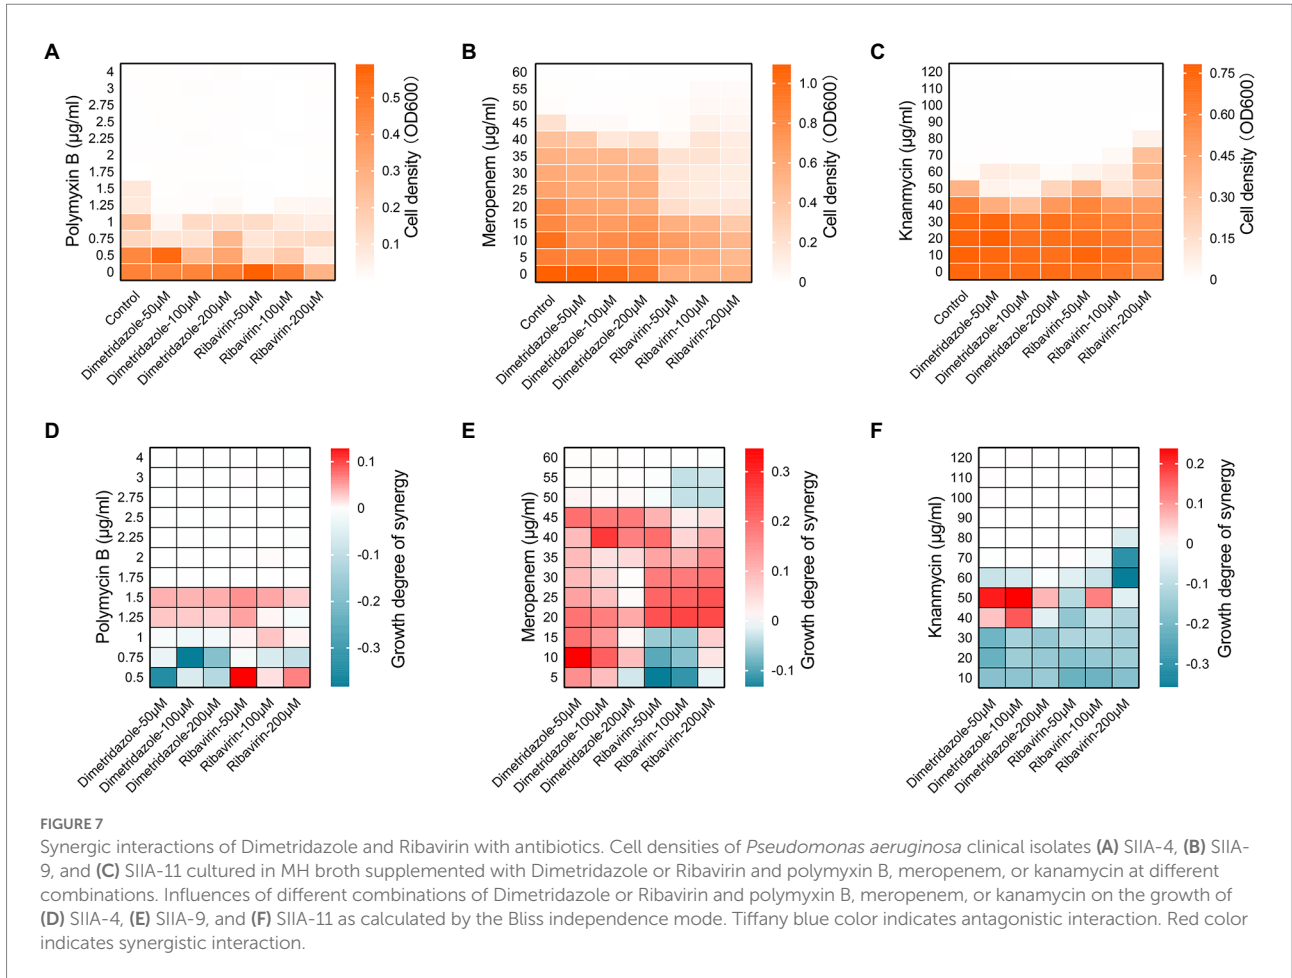 A
Polymyxin B (µg/ml)
4
3
2.75
2.5
2.25
2
1.75
1.5
1.25
1
0.75
0.5
0
Control
Dimetridazole-50µM
Dimetridazole-100µM
Dimetridazole-200µM
Ribavirin-50µM
Ribavirin-100µM
Ribavirin-200µM
0.5
0.4
0.3
0.2
0.1
Cell density (OD600)
B
Meropenem (µg/ml)
60
55
50
45
40
35
30
25
20
15
10
5
0
Control
Dimetridazole-50µM
Dimetridazole-100µM
Dimetridazole-200µM
Ribavirin-50µM
Ribavirin-100µM
Ribavirin-200µM
1.0
0.8
0.6
0.4
0.2
0
Cell density (OD600)
C
Knanmycin (µg/ml)
120
110
100
90
80
70
60
50
40
30
20
10
0
Control
Dimetridazole-50µM
Dimetridazole-100µM
Dimetridazole-200µM
Ribavirin-50µM
Ribavirin-100µM
Ribavirin-200µM
0.75
0.60
0.45
0.30
0.15
0
Cell density (OD600)
D
Polymycin B (µg/ml)
4
3
2.75
2.5
2.25
2
1.75
1.5
1.25
1
0.75
0.5
Dimetridazole-50µM
Dimetridazole-100µM
Dimetridazole-200µM
Ribavirin-50µM
Ribavirin-100µM
Ribavirin-200µM
0.1
0
-0.1
-0.2
-0.3
Growth degree of synergy
E
Meropenem (µg/ml)
60
55
50
45
40
35
30
25
20
15
10
5
Dimetridazole-50µM
Dimetridazole-100µM
Dimetridazole-200µM
Ribavirin-50µM
Ribavirin-100µM
Ribavirin-200µM
0.3
0.2
0.1
0
-0.1
Growth degree of synergy
F
Knanmycin (µg/ml)
120
110
100
90
80
70
60
50
40
30
20
10
Dimetridazole-50µM
Dimetridazole-100µM
Dimetridazole-200µM
Ribavirin-50µM
Ribavirin-100µM
Ribavirin-200µM
0.2
0.1
0
-0.1
-0.2
-0.3
Growth degree of synergy
FIGURE 7
Synergic interactions of Dimetridazole and Ribavirin with antibiotics. Cell densities of Pseudomonas aeruginosa clinical isolates (A) SIIA-4, (B) SIIA-
9, and (C) SIIA-11 cultured in MH broth supplemented with Dimetridazole or Ribavirin and polymyxin B, meropenem, or kanamycin at different
combinations. Influences of different combinations of Dimetridazole or Ribavirin and polymyxin B, meropenem, or kanamycin on the growth of
(D) SIIA-4, (E) SIIA-9, and (F) SIIA-11 as calculated by the Bliss independence mode. Tiffany blue color indicates antagonistic interaction. Red color
indicates synergistic interaction.